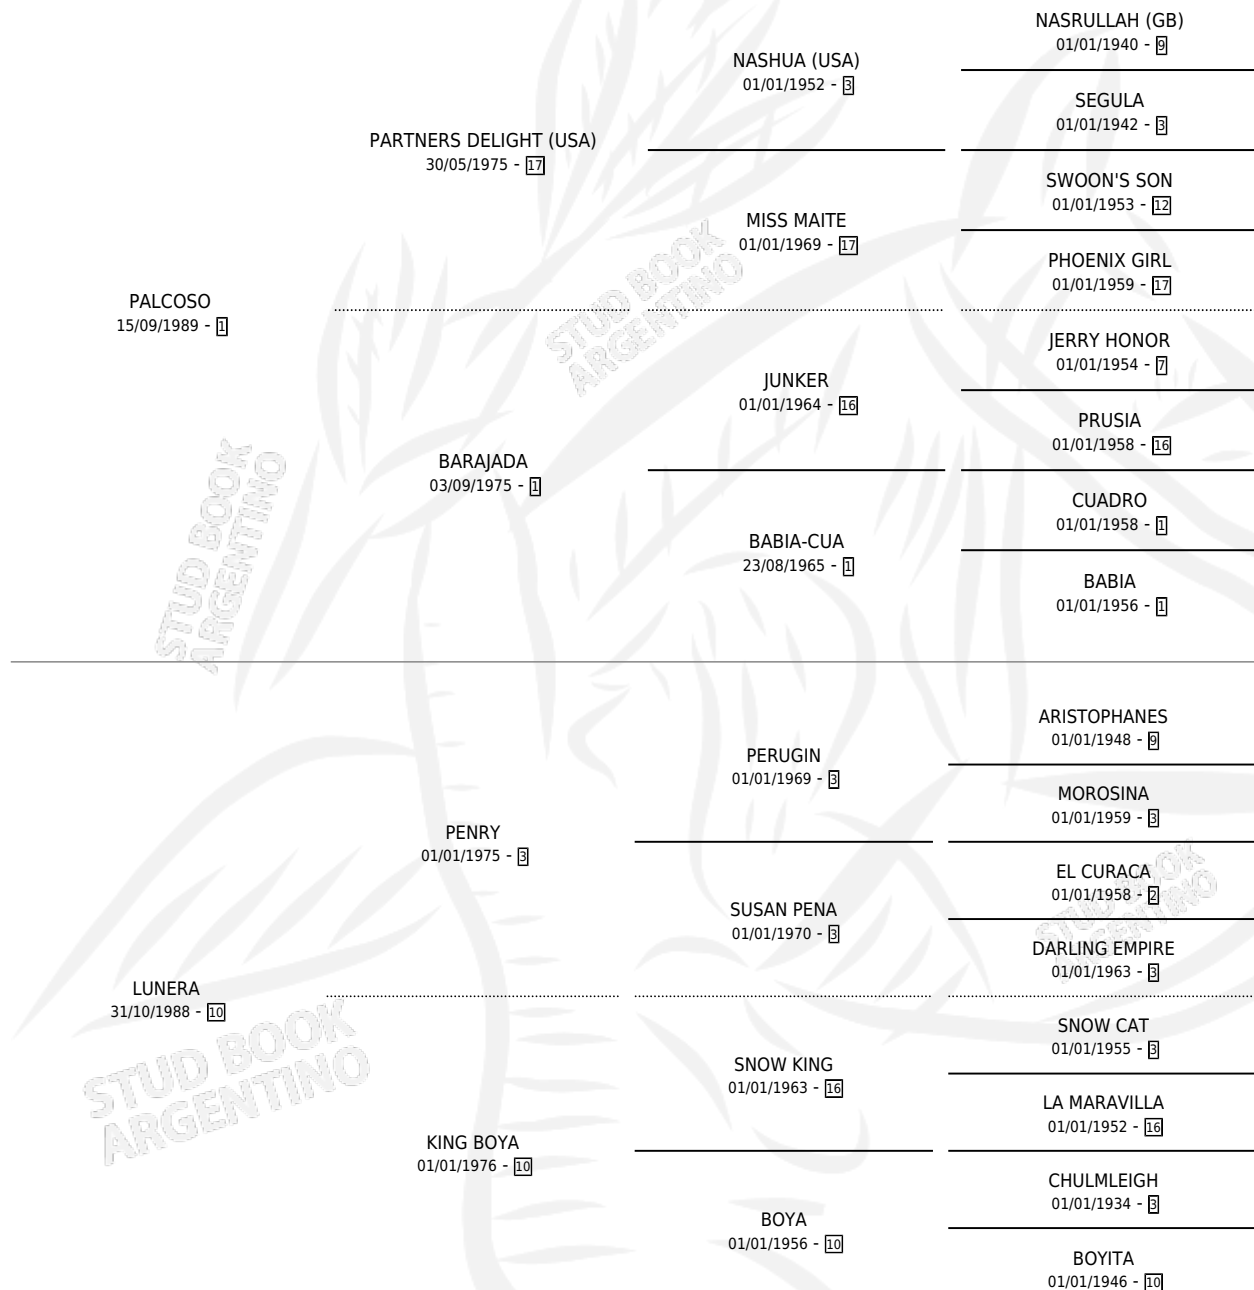 NASRULLAH (GB)
01/01/1940 - 9
NASHUA (USA)
01/01/1952 - 3
SEGULA
01/01/1942 - 3
PARTNERS DELIGHT (USA)
30/05/1975 - 17
SWOON'S SON
01/01/1953 - 12
MISS MAITE
01/01/1969 - 17
PHOENIX GIRL
01/01/1959 - 17
PALCOSO
15/09/1989 - 1
STUD BOOK
ARGENTINO
JERRY HONOR
01/01/1954 - 7
JUNKER
01/01/1964 - 16
PRUSIA
01/01/1958 - 16
BARAJADA
03/09/1975 - 1
CUADRO
01/01/1958 - 1
BABIA-CUA
23/08/1965 - 1
BABIA
01/01/1956 - 1
STUD BOOK
ARGENTINO
ARISTOPHANES
01/01/1948 - 9
PERUGIN
01/01/1969 - 3
MOROSINA
01/01/1959 - 3
PENRY
01/01/1975 - 3
EL CURACA
01/01/1958 - 2
SUSAN PENA
01/01/1970 - 3
DARLING EMPIRE
01/01/1963 - 3
STUD BOOK
ARGENTINO
LUNERA
31/10/1988 - 10
SNOW CAT
01/01/1955 - 3
SNOW KING
01/01/1963 - 16
LA MARAVILLA
01/01/1952 - 16
STUD BOOK
ARGENTINO
KING BOYA
01/01/1976 - 10
CHULMLEIGH
01/01/1934 - 3
BOYA
01/01/1956 - 10
BOYITA
01/01/1946 - 10